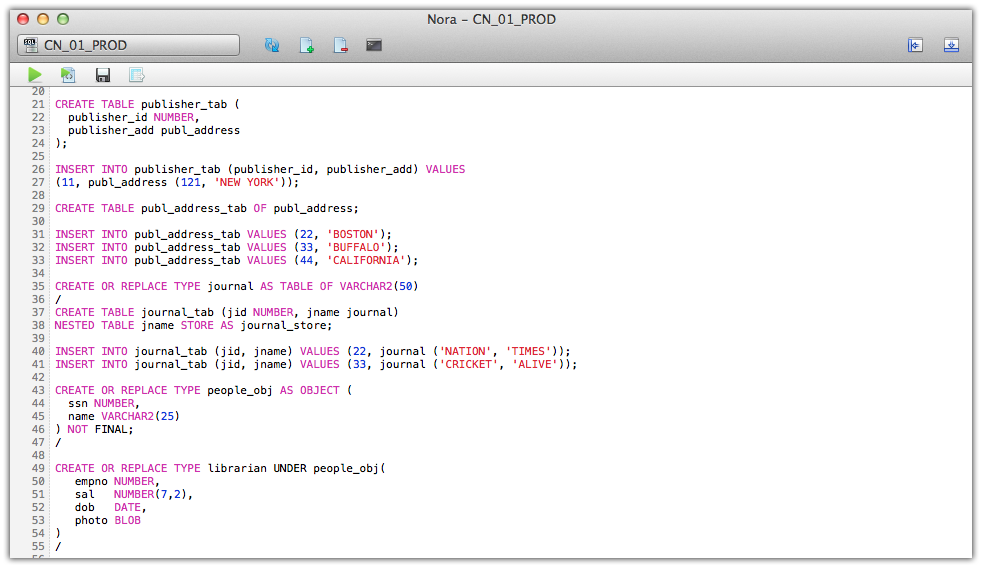 Nora – CN_01_PROD
SQL CN_01_PROD
20
21 CREATE TABLE publisher_tab (
22   publisher_id NUMBER,
23   publisher_add publ_address
24 );
25
26 INSERT INTO publisher_tab (publisher_id, publisher_add) VALUES
27 (11, publ_address (121, 'NEW YORK'));
28
29 CREATE TABLE publ_address_tab OF publ_address;
30
31 INSERT INTO publ_address_tab VALUES (22, 'BOSTON');
32 INSERT INTO publ_address_tab VALUES (33, 'BUFFALO');
33 INSERT INTO publ_address_tab VALUES (44, 'CALIFORNIA');
34
35 CREATE OR REPLACE TYPE journal AS TABLE OF VARCHAR2(50)
36 /
37 CREATE TABLE journal_tab (jid NUMBER, jname journal)
38 NESTED TABLE jname STORE AS journal_store;
39
40 INSERT INTO journal_tab (jid, jname) VALUES (22, journal ('NATION', 'TIMES'));
41 INSERT INTO journal_tab (jid, jname) VALUES (33, journal ('CRICKET', 'ALIVE'));
42
43 CREATE OR REPLACE TYPE people_obj AS OBJECT (
44   ssn NUMBER,
45   name VARCHAR2(25)
46 ) NOT FINAL;
47 /
48
49 CREATE OR REPLACE TYPE librarian UNDER people_obj(
50    empno NUMBER,
51    sal   NUMBER(7,2),
52    dob   DATE,
53    photo BLOB
54 )
55 /